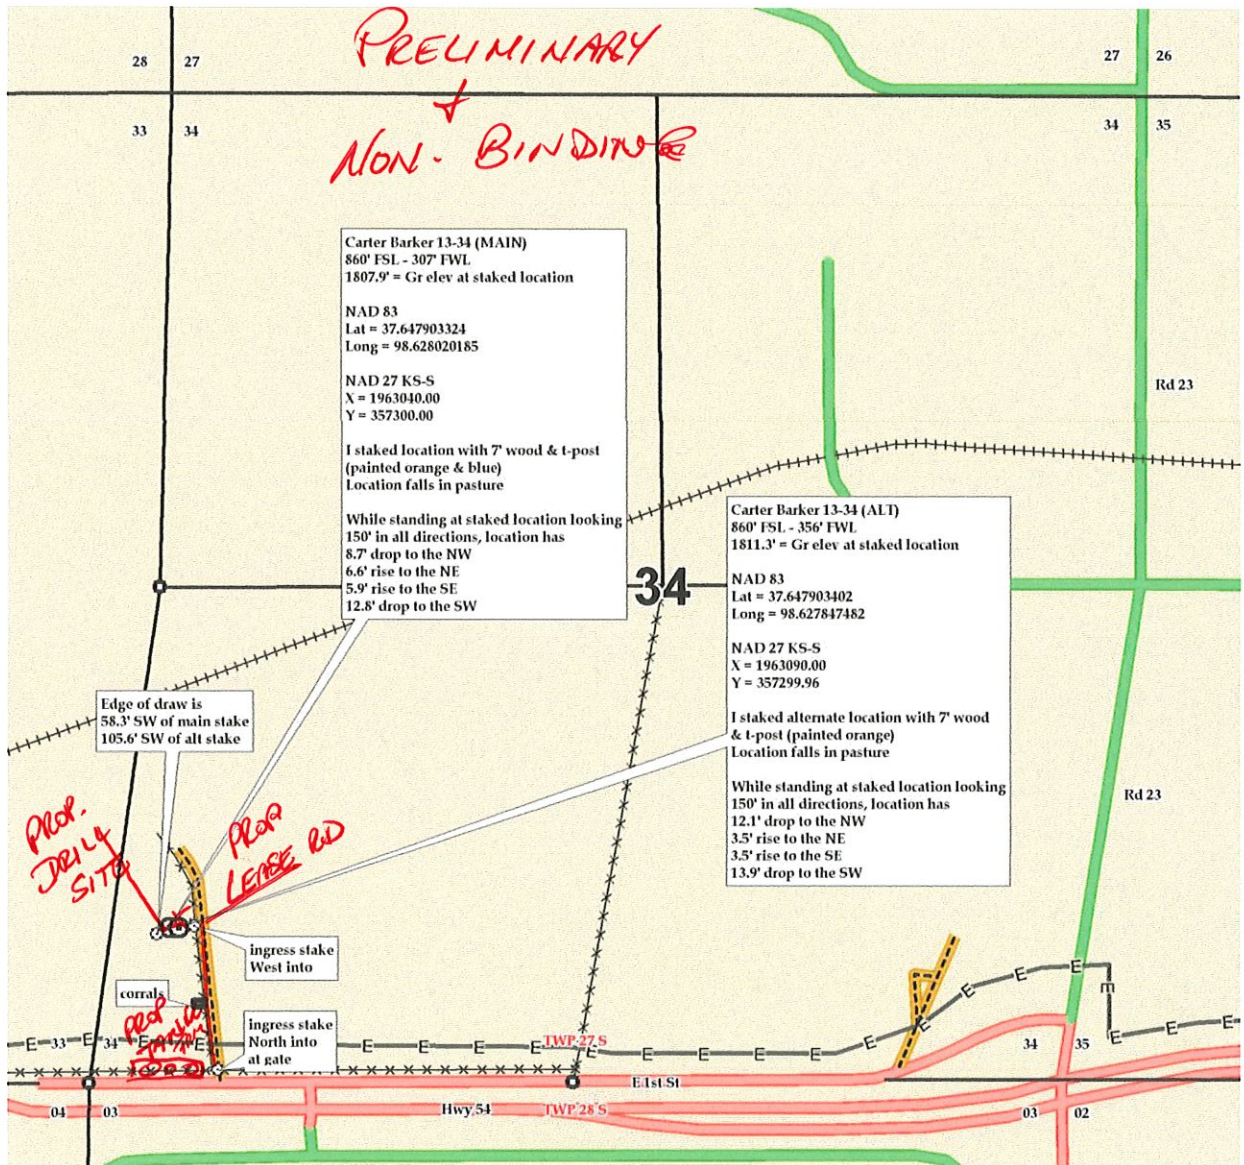 PRELIMINARY
+
NON-BINDING
28 27
33 34
27 26
34 35
Carter Barker 13-34 (MAIN)
860' FSL - 307' FWL
1807.9' = Gr elev at staked location
NAD 83
Lat = 37.647903324
Long = 98.628020185
NAD 27 KS-S
X = 1963040.00
Y = 357300.00
I staked location with 7' wood & t-post
(painted orange & blue)
Location falls in pasture
While standing at staked location looking
150' in all directions, location has
8.7' drop to the NW
6.6' rise to the NE
5.9' rise to the SE
12.8' drop to the SW
Rd 23
34
Carter Barker 13-34 (ALT)
860' FSL - 356' FWL
1811.3' = Gr elev at staked location
NAD 83
Lat = 37.647903402
Long = 98.627847482
NAD 27 KS-S
X = 1963090.00
Y = 357299.96
I staked alternate location with 7' wood
& t-post (painted orange)
Location falls in pasture
While standing at staked location looking
150' in all directions, location has
12.1' drop to the NW
3.5' rise to the NE
3.5' rise to the SE
13.9' drop to the SW
Edge of draw is
58.3' SW of main stake
105.6' SW of alt stake
Rd 23
PROP.
DRILL
SITE
PROP
LEASE RD
ingress stake
West into
corrals
PROP
TANK
ingress stake
North into
at gate
E 33 34 E E E E E E E E E E E E E E E E E
TWP 27 S
34 35
E 1st St
04 03
Hwy 54
TWP 28 S
03 02